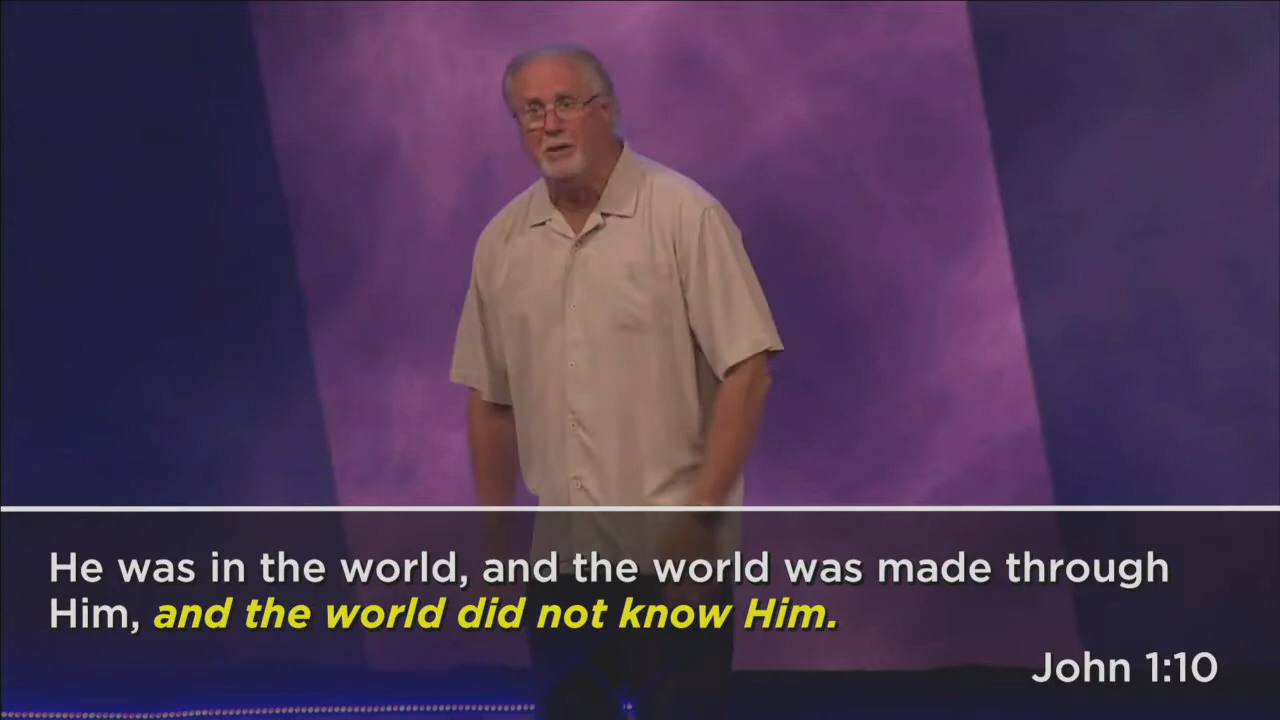 He was in the world, and the world was made through
Him, and the world did not know Him.
John 1:10